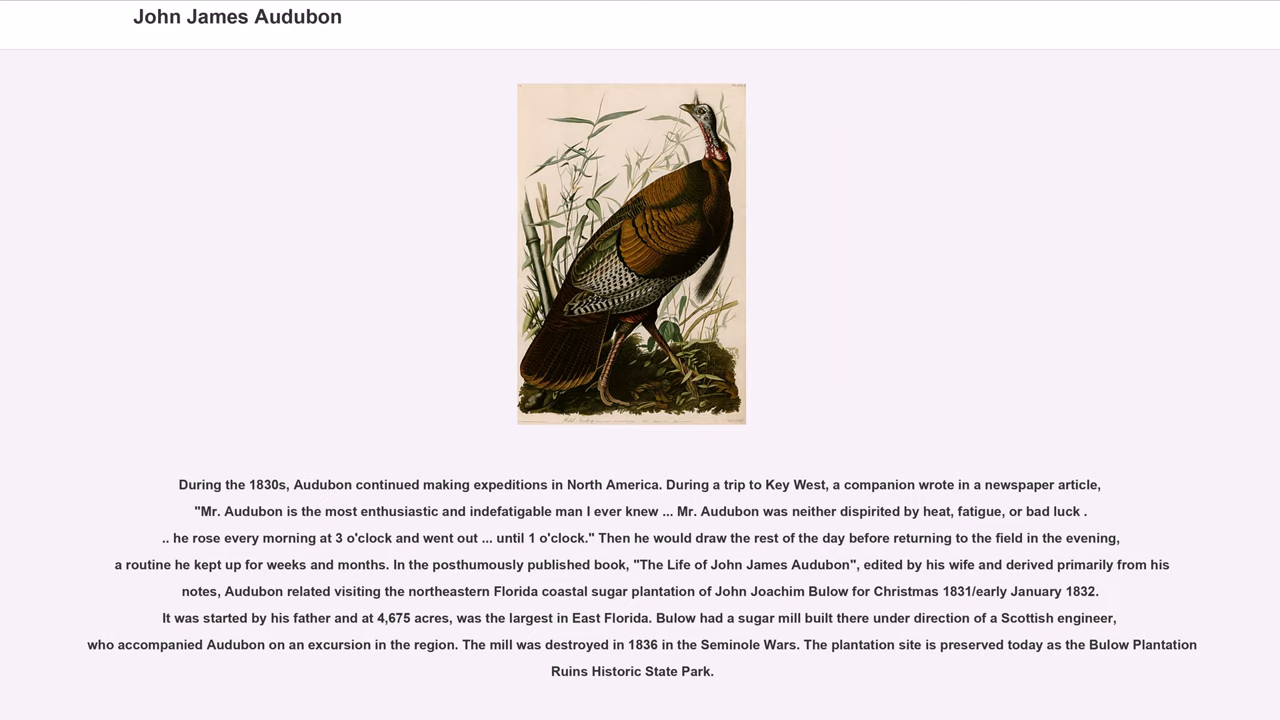 John James Audubon
During the 1830s, Audubon continued making expeditions in North America. During a trip to Key West, a companion wrote in a newspaper article,
"Mr. Audubon is the most enthusiastic and indefatigable man I ever knew ... Mr. Audubon was neither dispirited by heat, fatigue, or bad luck .
.. he rose every morning at 3 o'clock and went out ... until 1 o'clock." Then he would draw the rest of the day before returning to the field in the evening,
a routine he kept up for weeks and months. In the posthumously published book, "The Life of John James Audubon", edited by his wife and derived primarily from his
notes, Audubon related visiting the northeastern Florida coastal sugar plantation of John Joachim Bulow for Christmas 1831/early January 1832.
It was started by his father and at 4,675 acres, was the largest in East Florida. Bulow had a sugar mill built there under direction of a Scottish engineer,
who accompanied Audubon on an excursion in the region. The mill was destroyed in 1836 in the Seminole Wars. The plantation site is preserved today as the Bulow Plantation
Ruins Historic State Park.